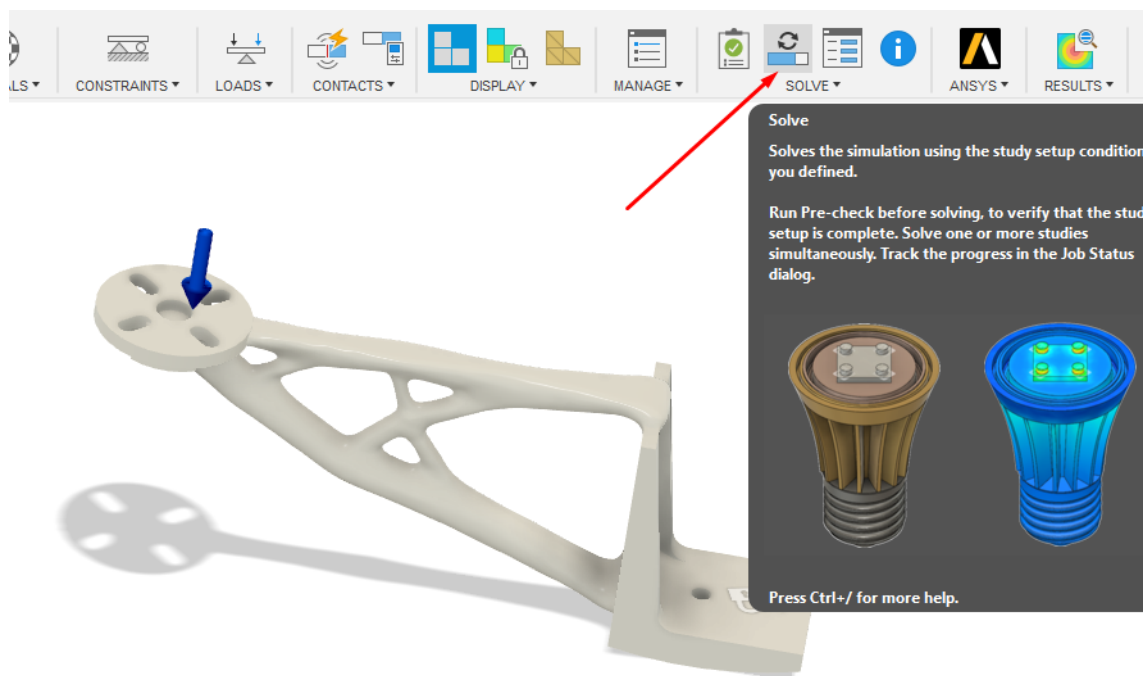 ALS CONSTRAINTS LOADS CONTACTS DISPLAY MANAGE SOLVE ANSYS RESULTS
Solve
Solves the simulation using the study setup condition
you defined.
Run Pre-check before solving, to verify that the stud
setup is complete. Solve one or more studies
simultaneously. Track the progress in the Job Status
dialog.
Press Ctrl+/ for more help.